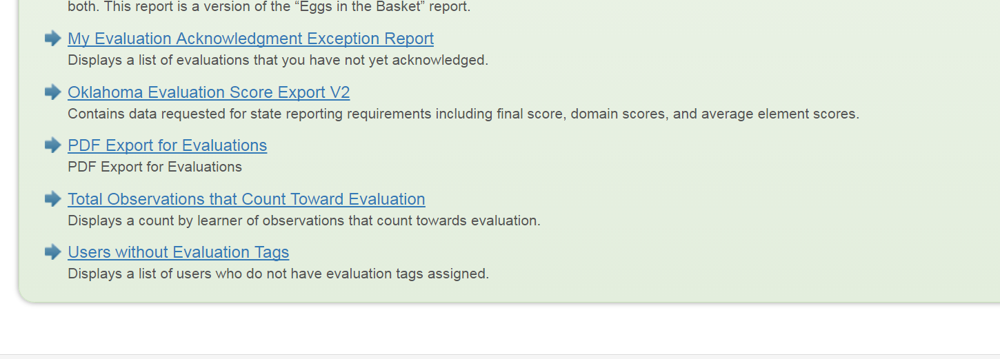 both. This report is a version of the “Eggs in the Basket” report.
My Evaluation Acknowledgment Exception Report
Displays a list of evaluations that you have not yet acknowledged.
Oklahoma Evaluation Score Export V2
Contains data requested for state reporting requirements including final score, domain scores, and average element scores.
PDF Export for Evaluations
PDF Export for Evaluations
Total Observations that Count Toward Evaluation
Displays a count by learner of observations that count towards evaluation.
Users without Evaluation Tags
Displays a list of users who do not have evaluation tags assigned.